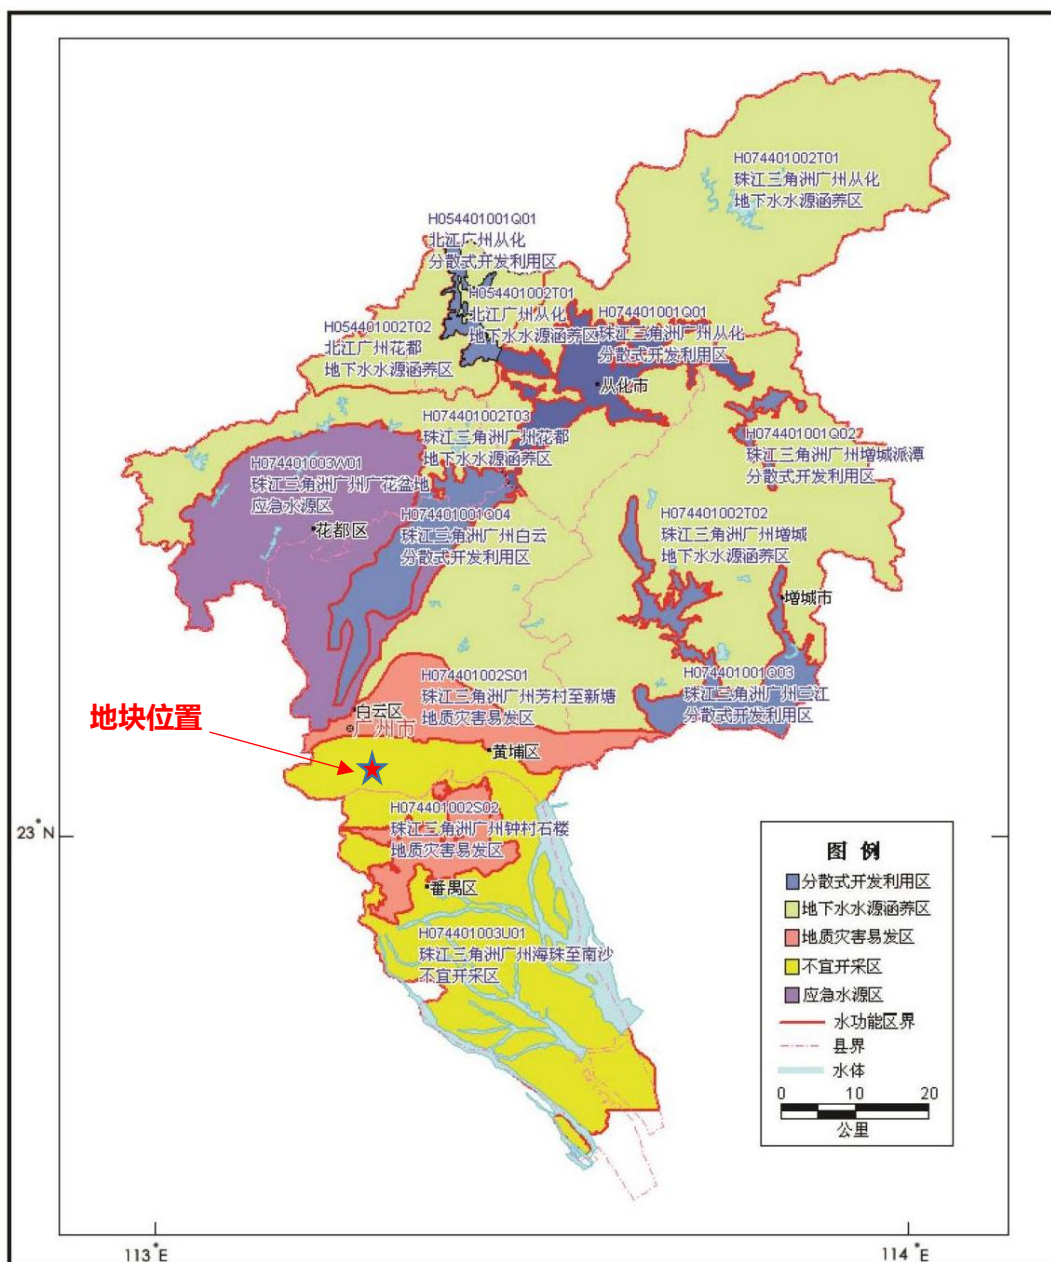 H074401002T01
珠江三角洲广州从化
地下水水源涵养区
H054401001Q01
北江广州从化
分散式开发利用区
H054401002T01
北江广州从化
地下水水源涵养区
H074401001Q01
珠江三角洲广州从化
分散式开发利用区
H054401002T02
北江广州花都
地下水水源涵养区
从化市
H074401002T03
珠江三角洲广州花都
地下水水源涵养区
H074401001Q02
珠江三角洲广州增城派潭
分散式开发利用区
H074401003W01
珠江三角洲广州广花盆地
应急水源区
花都区
H074401001Q04
珠江三角洲广州白云
分散式开发利用区
H074401002T02
珠江三角洲广州增城
地下水水源涵养区
增城市
H074401002S01
珠江三角洲广州芳村至新塘
地质灾害易发区
H074401001Q03
珠江三角洲广州三江
分散式开发利用区
白云区
广州市
地块位置
黄埔区
H074401002S02
珠江三角洲广州钟村石楼
地质灾害易发区
番禺区
H074401003U01
珠江三角洲广州海珠至南沙
不宜开采区
23°N
图 例
分散式开发利用区
地下水水源涵养区
地质灾害易发区
不宜开采区
应急水源区
水功能区界
县界
水体
0 10 20
公里
113°E
114°E